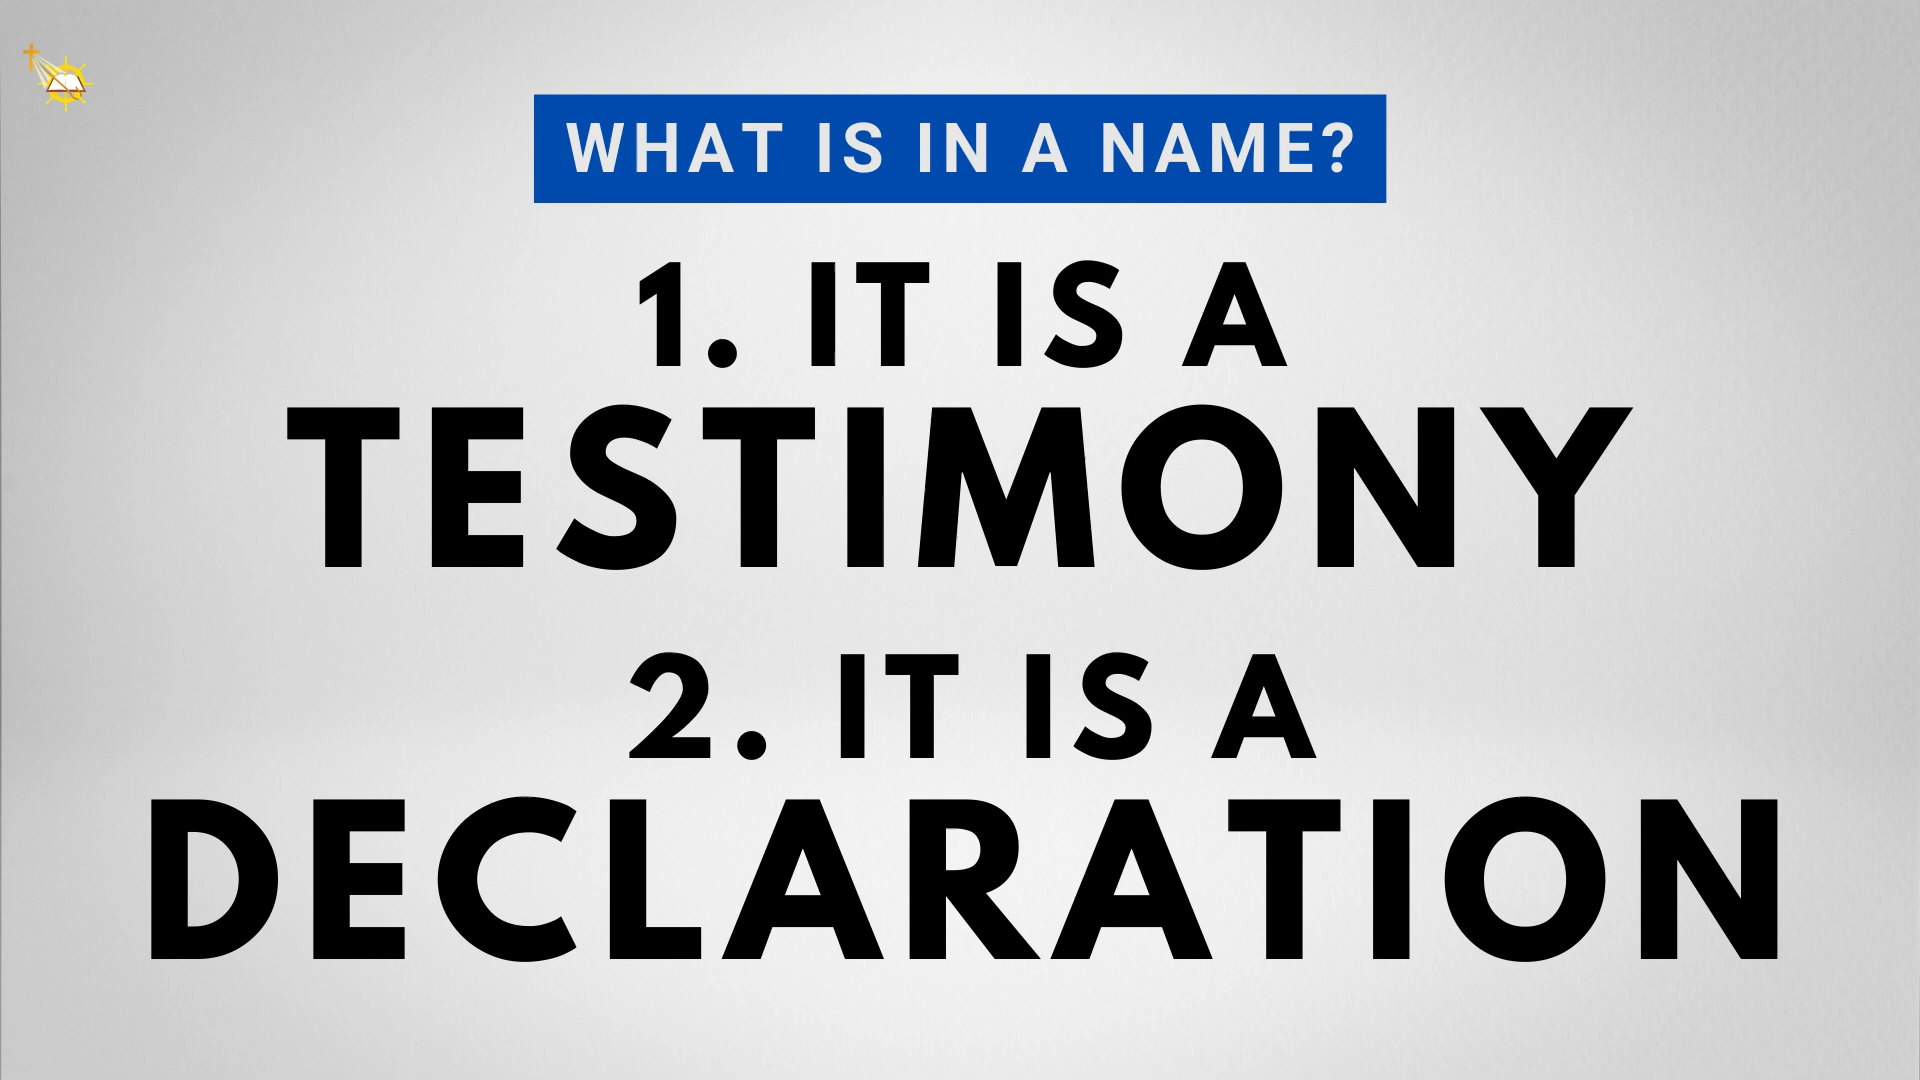 WHAT IS IN A NAME?
1. IT IS A
TESTIMONY
2. IT IS A
DECLARATION